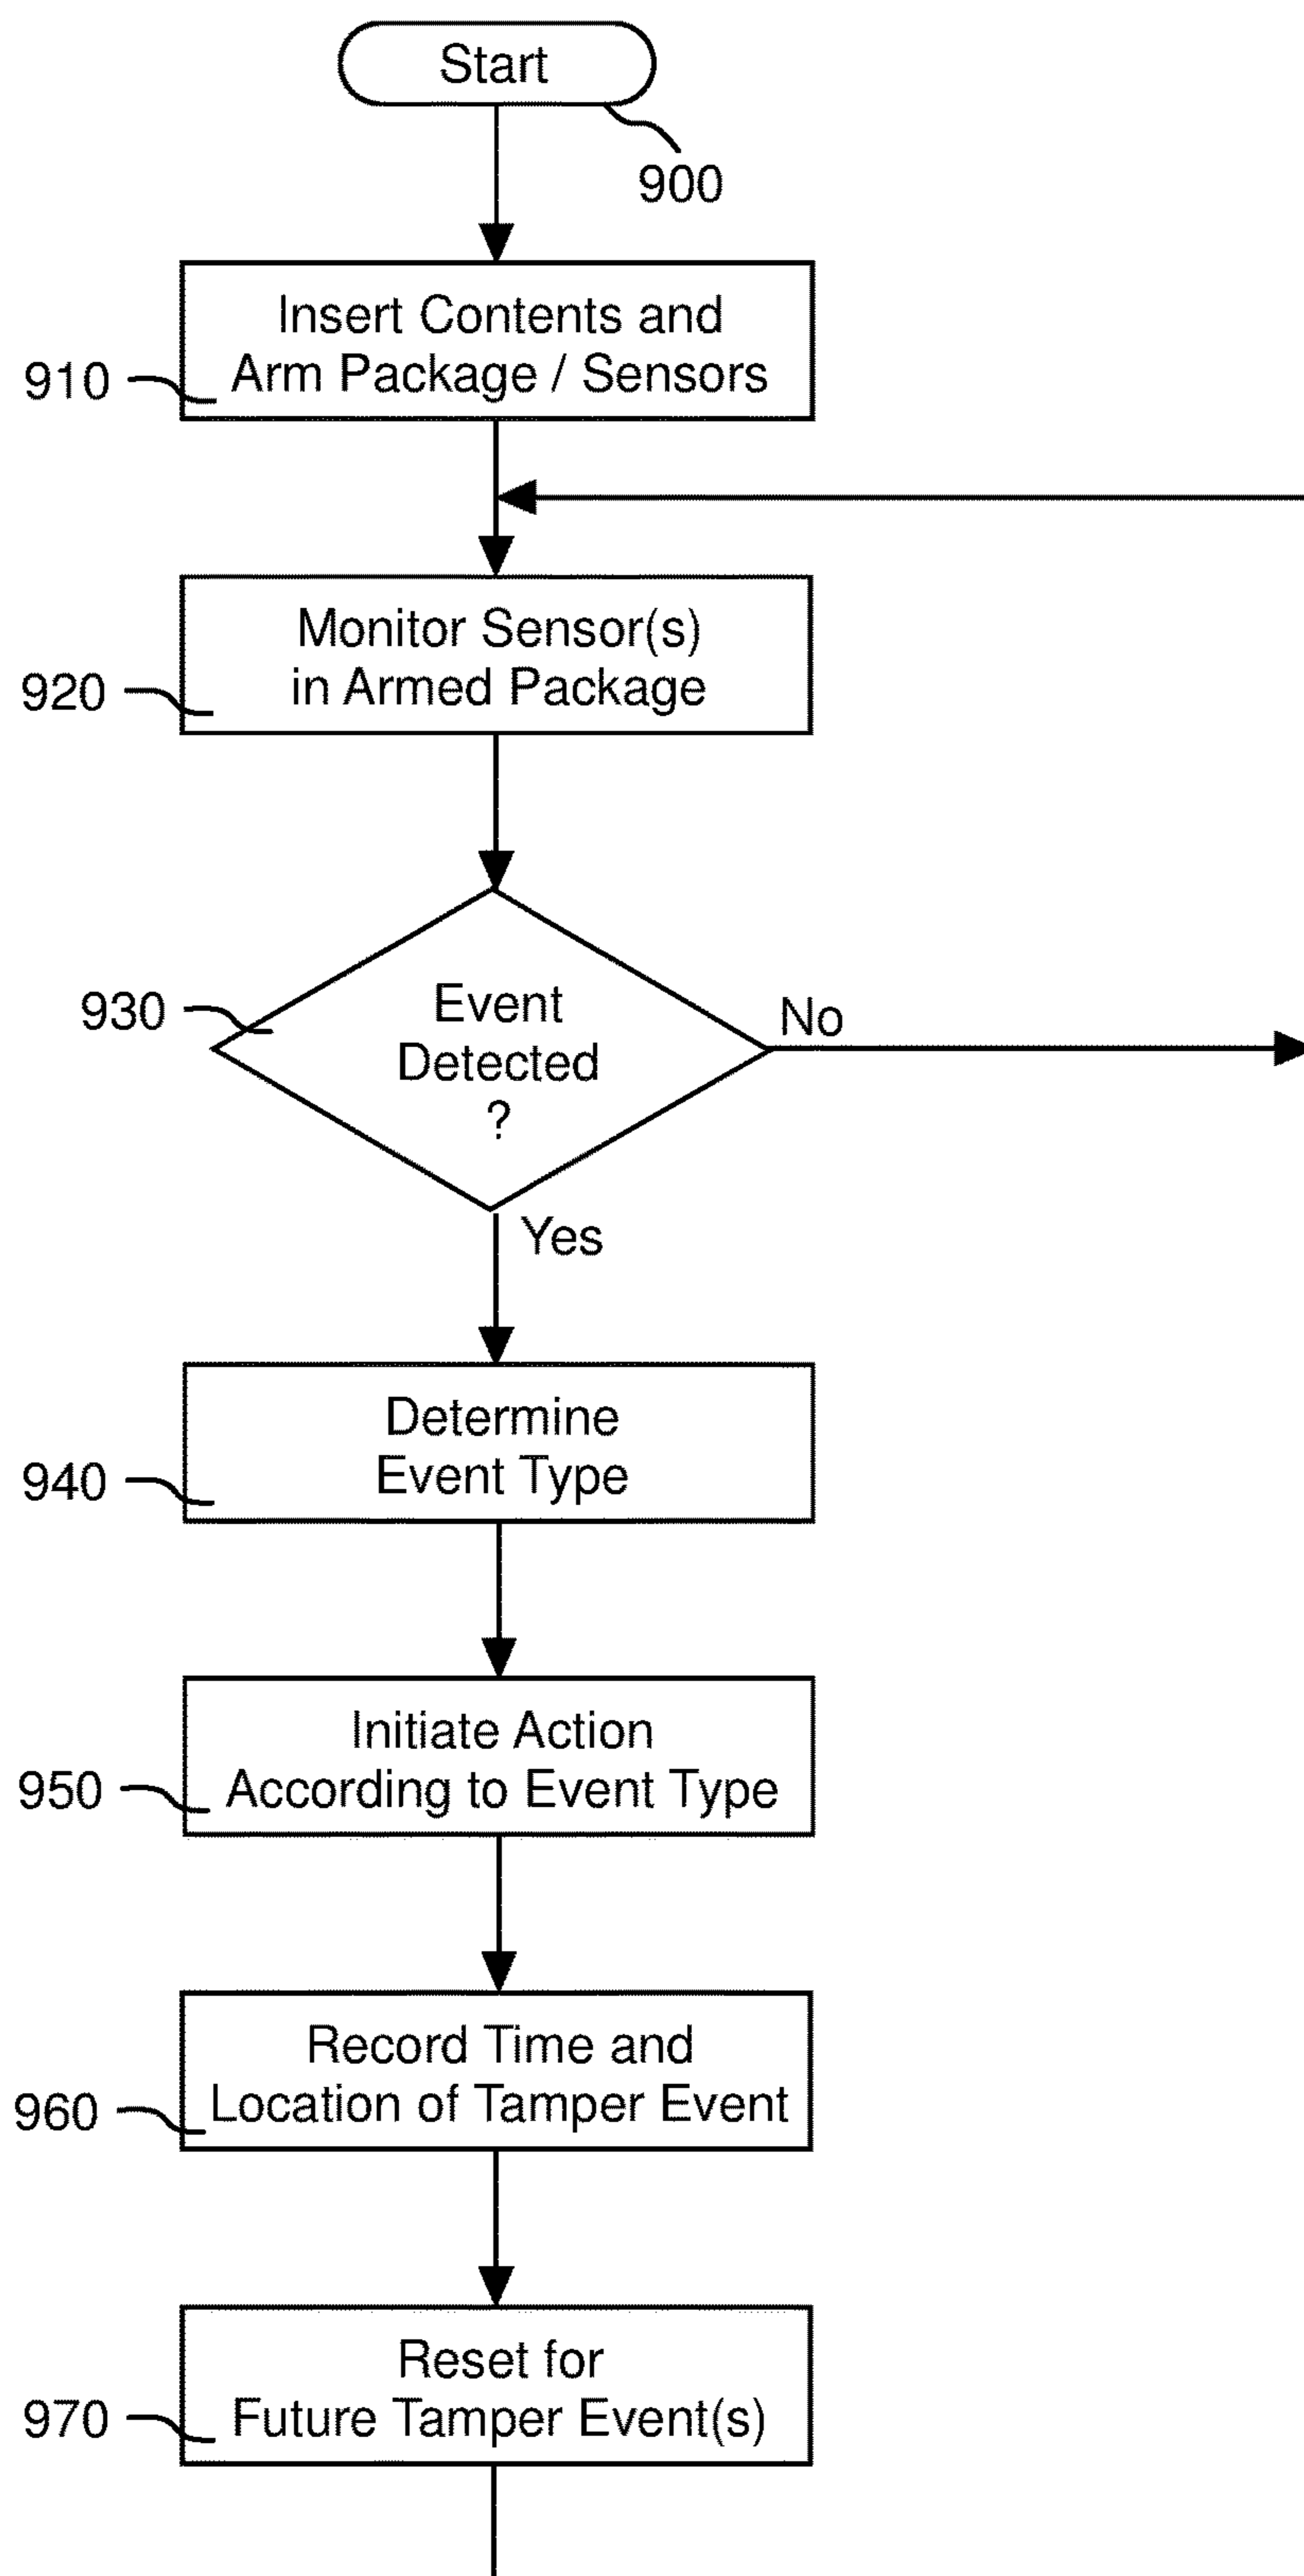 Start
900
Insert Contents and
Arm Package / Sensors
910
Monitor Sensor(s)
in Armed Package
920
Event
Detected
?
930
No
Yes
Determine
Event Type
940
Initiate Action
According to Event Type
950
Record Time and
Location of Tamper Event
960
Reset for
Future Tamper Event(s)
970